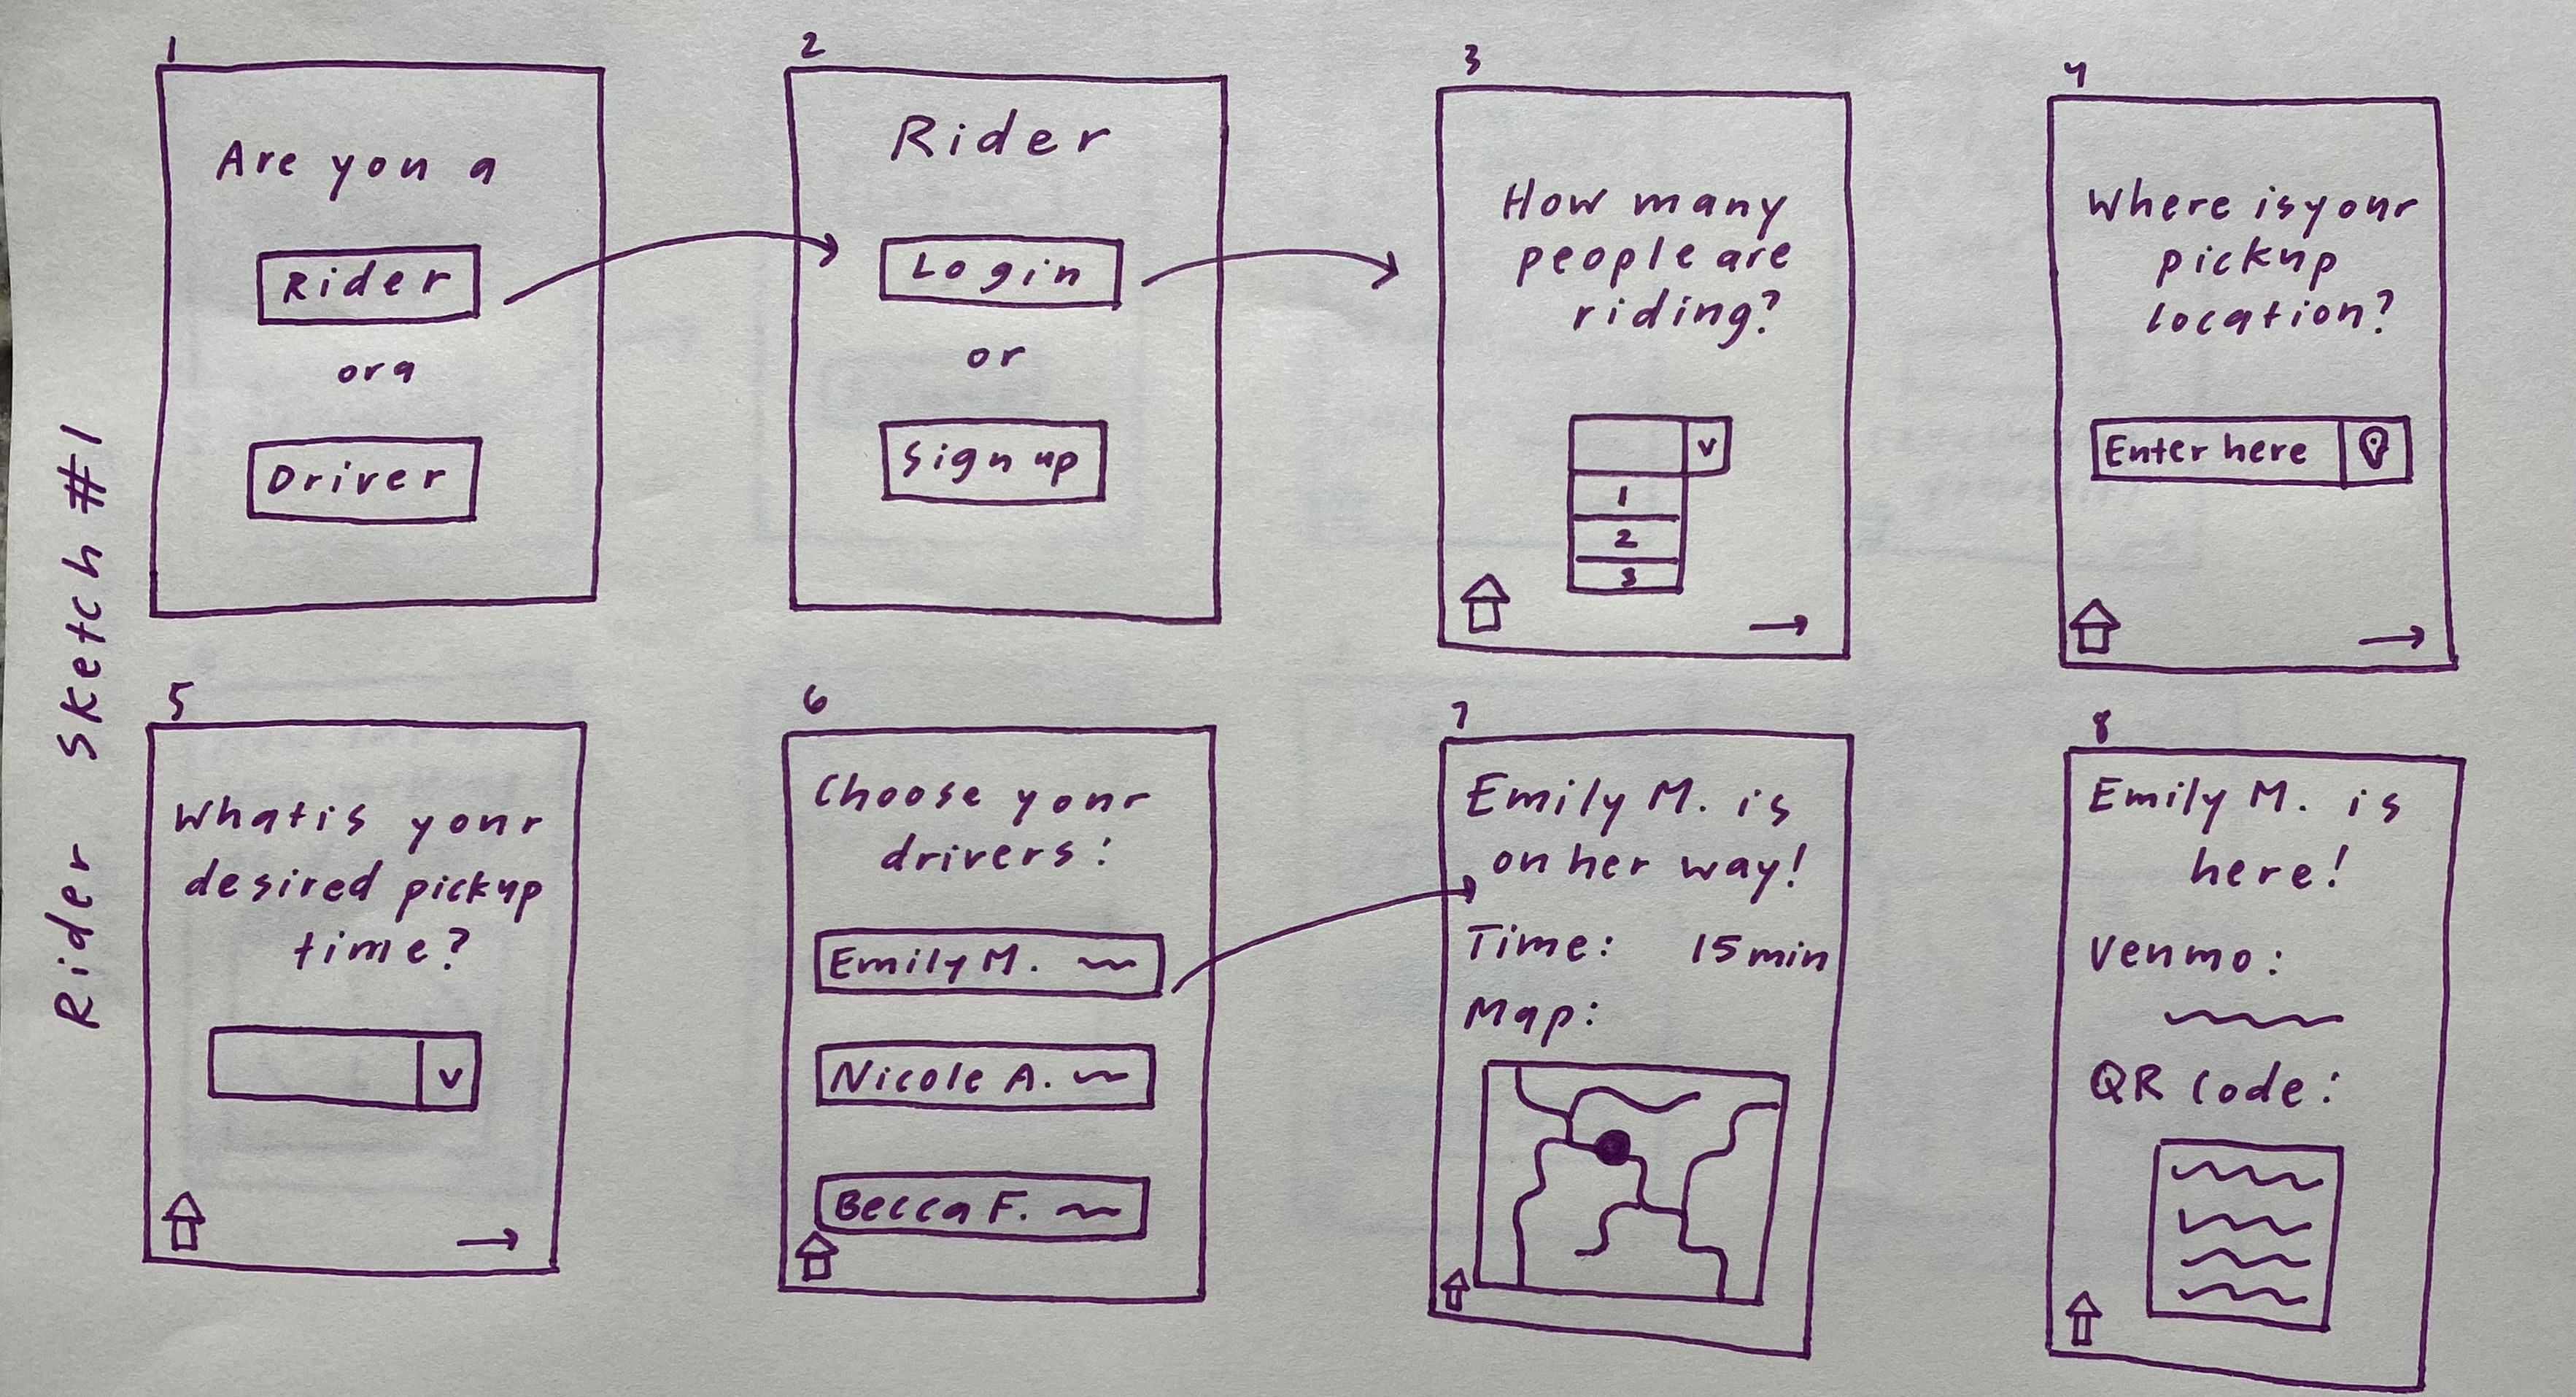 Rider Sketch #1
1
Are you a
Rider
or a
Driver
2
Rider
Login
or
Sign up
3
How many
people are
riding?
v
1
2
3
4
Where is your
pickup
location?
Enter here
5
What is your
desired pickup
time?
v
6
Choose your
drivers:
Emily M.
Nicole A.
Becca F.
7
Emily M. is
on her way!
Time: 15 min
Map:
8
Emily M. is
here!
Venmo:
QR Code: